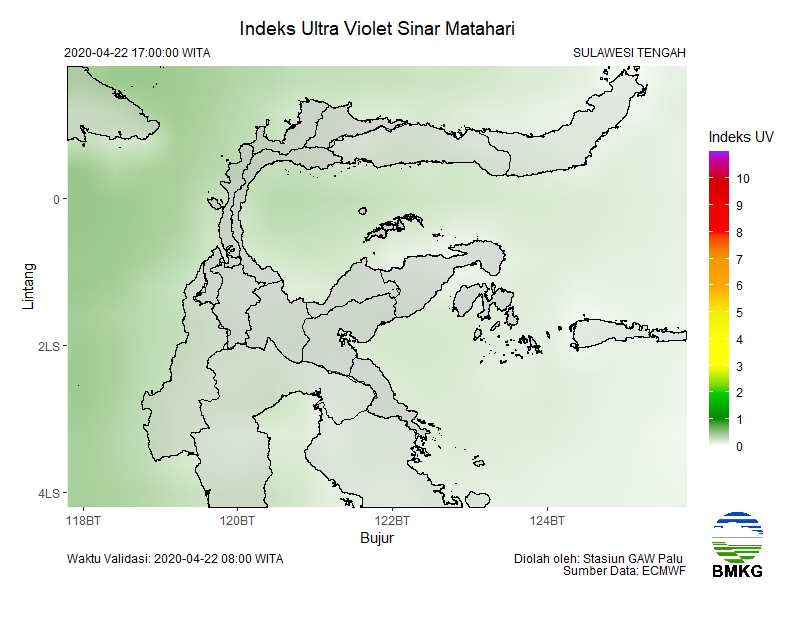 Indeks Ultra Violet Sinar Matahari
2020-04-22 17:00:00 WITA
SULAWESI TENGAH
Indeks UV
10
9
8
7
6
5
4
3
2
1
0
Lintang
0
2LS
4LS
118BT
120BT
122BT
124BT
Bujur
Waktu Validasi: 2020-04-22 08:00 WITA
Diolah oleh: Stasiun GAW Palu
Sumber Data: ECMWF
BMKG